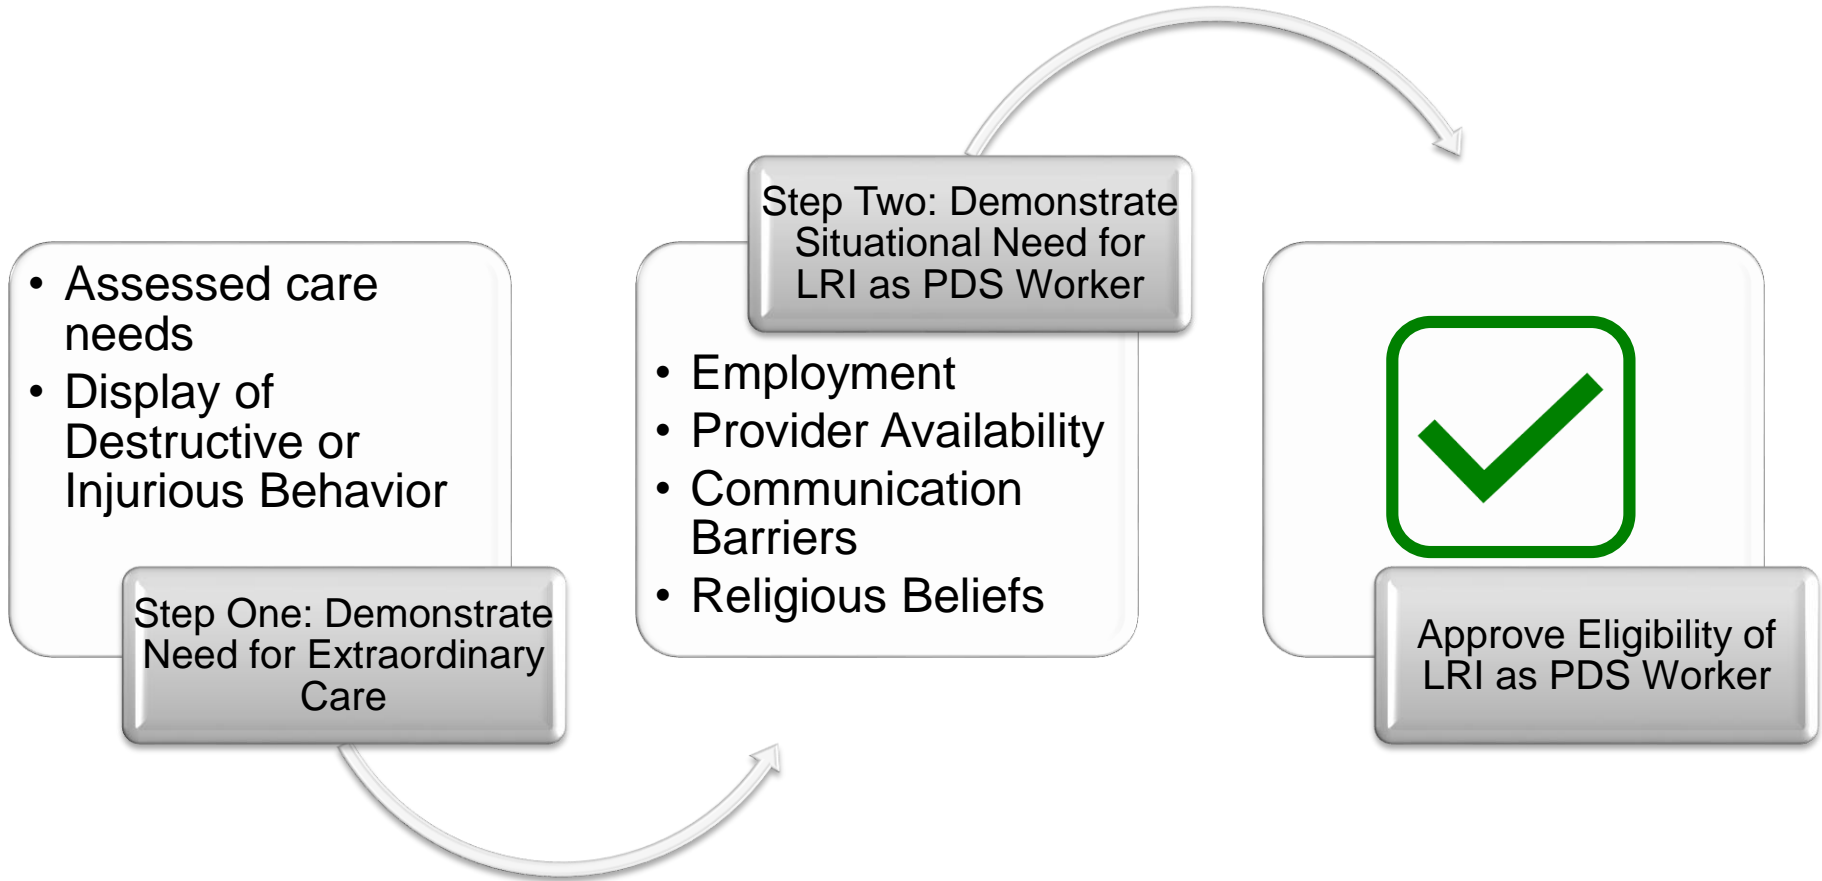 • Assessed care
needs
• Display of
Destructive or
Injurious Behavior
Step One: Demonstrate
Need for Extraordinary
Care
Step Two: Demonstrate
Situational Need for
LRI as PDS Worker
• Employment
• Provider Availability
• Communication
Barriers
• Religious Beliefs
Approve Eligibility of
LRI as PDS Worker